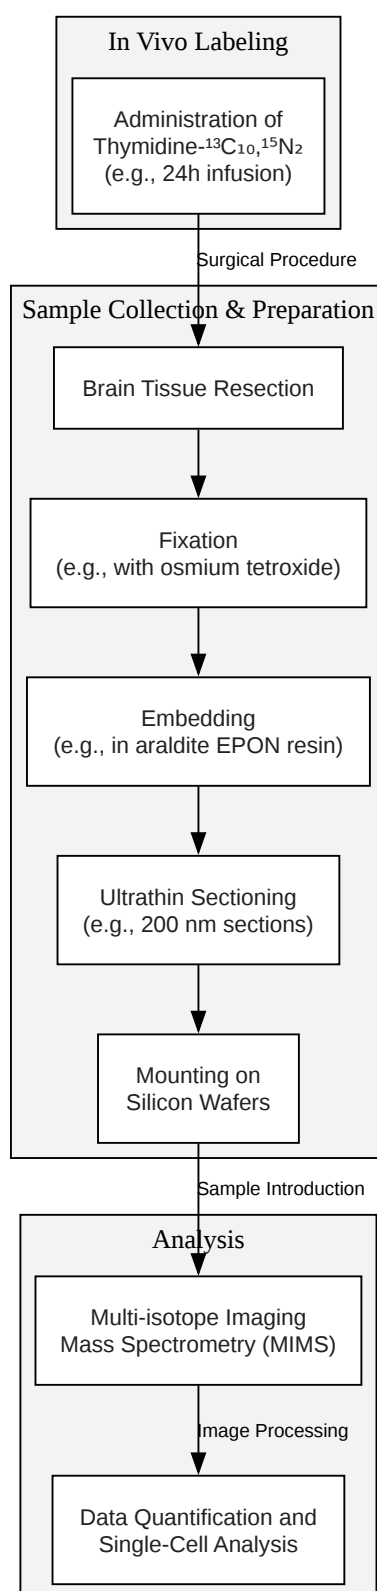 In Vivo Labeling
Administration of
Thymidine-¹³C₁₀,¹⁵N₂
(e.g., 24h infusion)
Surgical Procedure
Sample Collection & Preparation
Brain Tissue Resection
Fixation
(e.g., with osmium tetroxide)
Embedding
(e.g., in araldite EPON resin)
Ultrathin Sectioning
(e.g., 200 nm sections)
Mounting on
Silicon Wafers
Sample Introduction
Analysis
Multi-isotope Imaging
Mass Spectrometry (MIMS)
Image Processing
Data Quantification and
Single-Cell Analysis